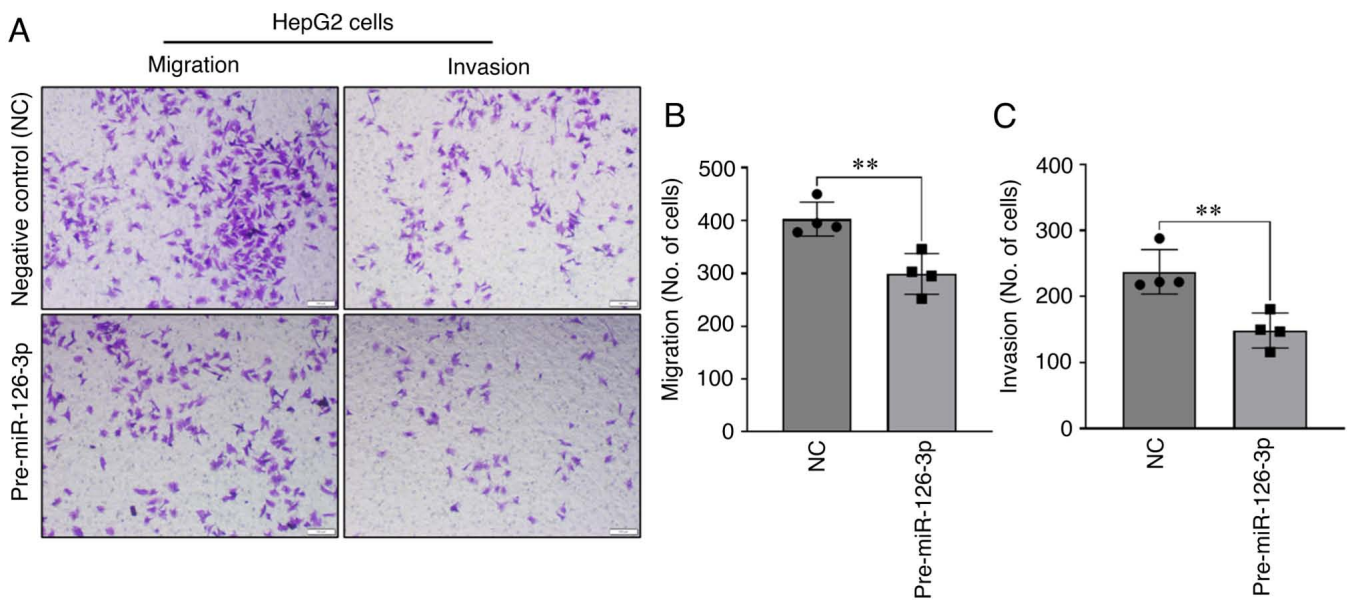 A
HepG2 cells
Migration
Invasion
Negative control (NC)
Pre-miR-126-3p
B
Migration (No. of cells)
500
400
300
200
100
0
**
NC
Pre-miR-126-3p
C
Invasion (No. of cells)
400
300
200
100
0
**
NC
Pre-miR-126-3p